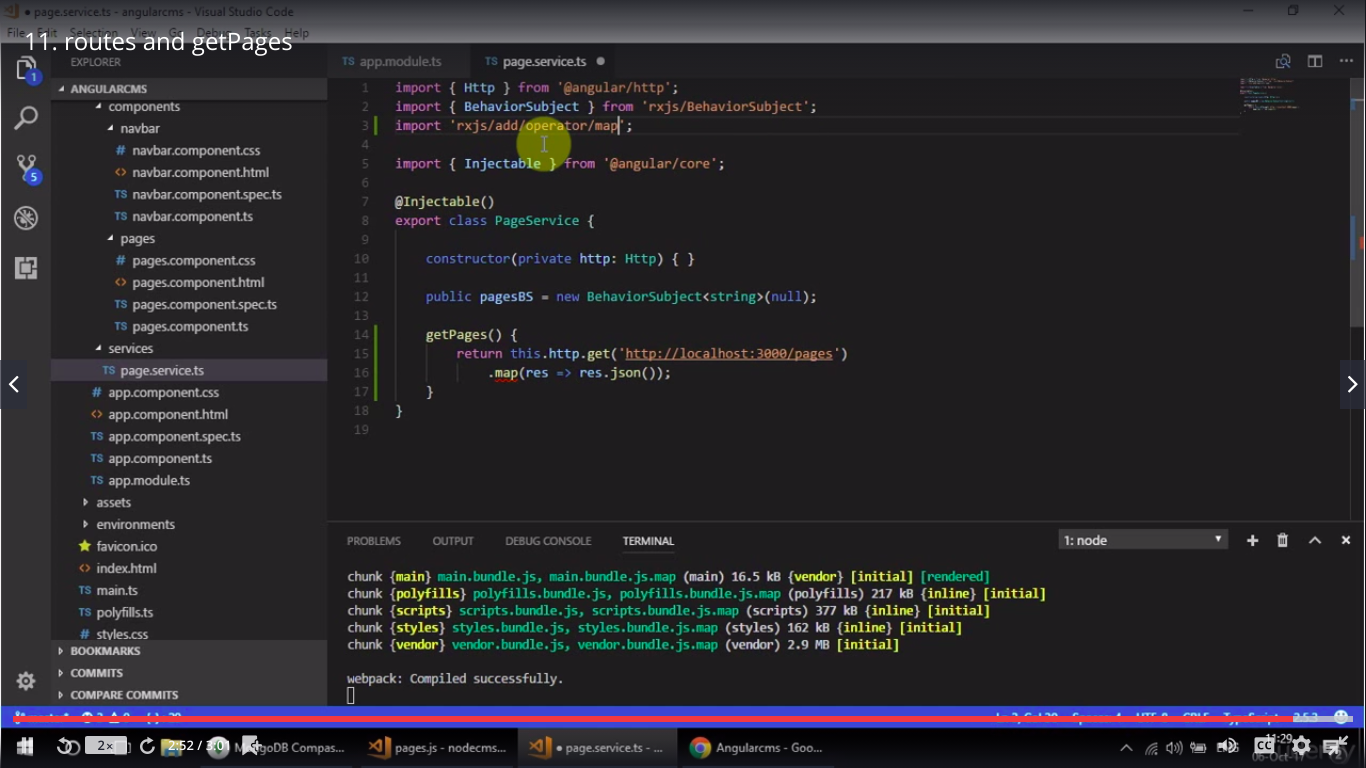 page.service.ts - angularcms - Visual Studio Code
File Edit Selection View Go Debug Tasks Help
11. routes and getPages
EXPLORER
ANGULARCMS
components
navbar
navbar.component.css
navbar.component.html
navbar.component.spec.ts
navbar.component.ts
pages
pages.component.css
pages.component.html
pages.component.spec.ts
pages.component.ts
services
page.service.ts
app.component.css
app.component.html
app.component.spec.ts
app.component.ts
app.module.ts
assets
environments
favicon.ico
index.html
main.ts
polyfills.ts
styles.css
BOOKMARKS
COMMITS
COMPARE COMMITS
1
5
TS app.module.ts TS page.service.ts
1 import { Http } from '@angular/http';
2 import { BehaviorSubject } from 'rxjs/BehaviorSubject';
3 import 'rxjs/add/operator/map';
4
5 import { Injectable } from '@angular/core';
6
7 @Injectable()
8 export class PageService {
9
10 constructor(private http: Http) { }
11
12 public pagesBS = new BehaviorSubject<string>(null);
13
14 getPages() {
15 return this.http.get('http://localhost:3000/pages')
16 .map(res => res.json());
17 }
18 }
19
PROBLEMS OUTPUT DEBUG CONSOLE TERMINAL 1: node
chunk {main} main.bundle.js, main.bundle.js.map (main) 16.5 kB {vendor} [initial] [rendered]
chunk {polyfills} polyfills.bundle.js, polyfills.bundle.js.map (polyfills) 217 kB {inline} [initial]
chunk {scripts} scripts.bundle.js, scripts.bundle.js.map (scripts) 377 kB {inline} [initial]
chunk {styles} styles.bundle.js, styles.bundle.js.map (styles) 162 kB {inline} [initial]
chunk {vendor} vendor.bundle.js, vendor.bundle.js.map (vendor) 2.9 MB [initial]
webpack: Compiled successfully.
2x 2:52 / 3:01 MongoDB Compas... pages.js - nodecms... page.service.ts - ... Angularcms - Goo... CC 11:29